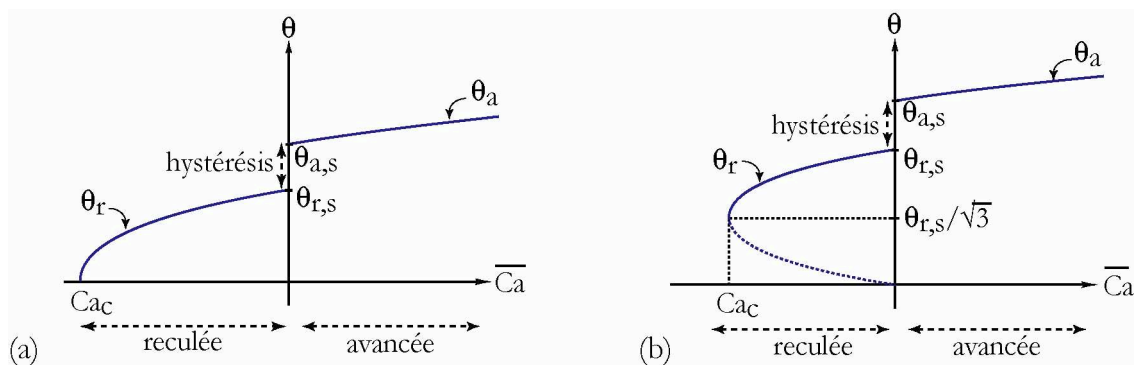 θ
θa
hystérésis
θa,s
θr
θr,s
Ca
Cac
(a)
reculée
avancée
θ
θa
hystérésis
θa,s
θr
θr,s
θr,s/√3
Ca
Cac
(b)
reculée
avancée